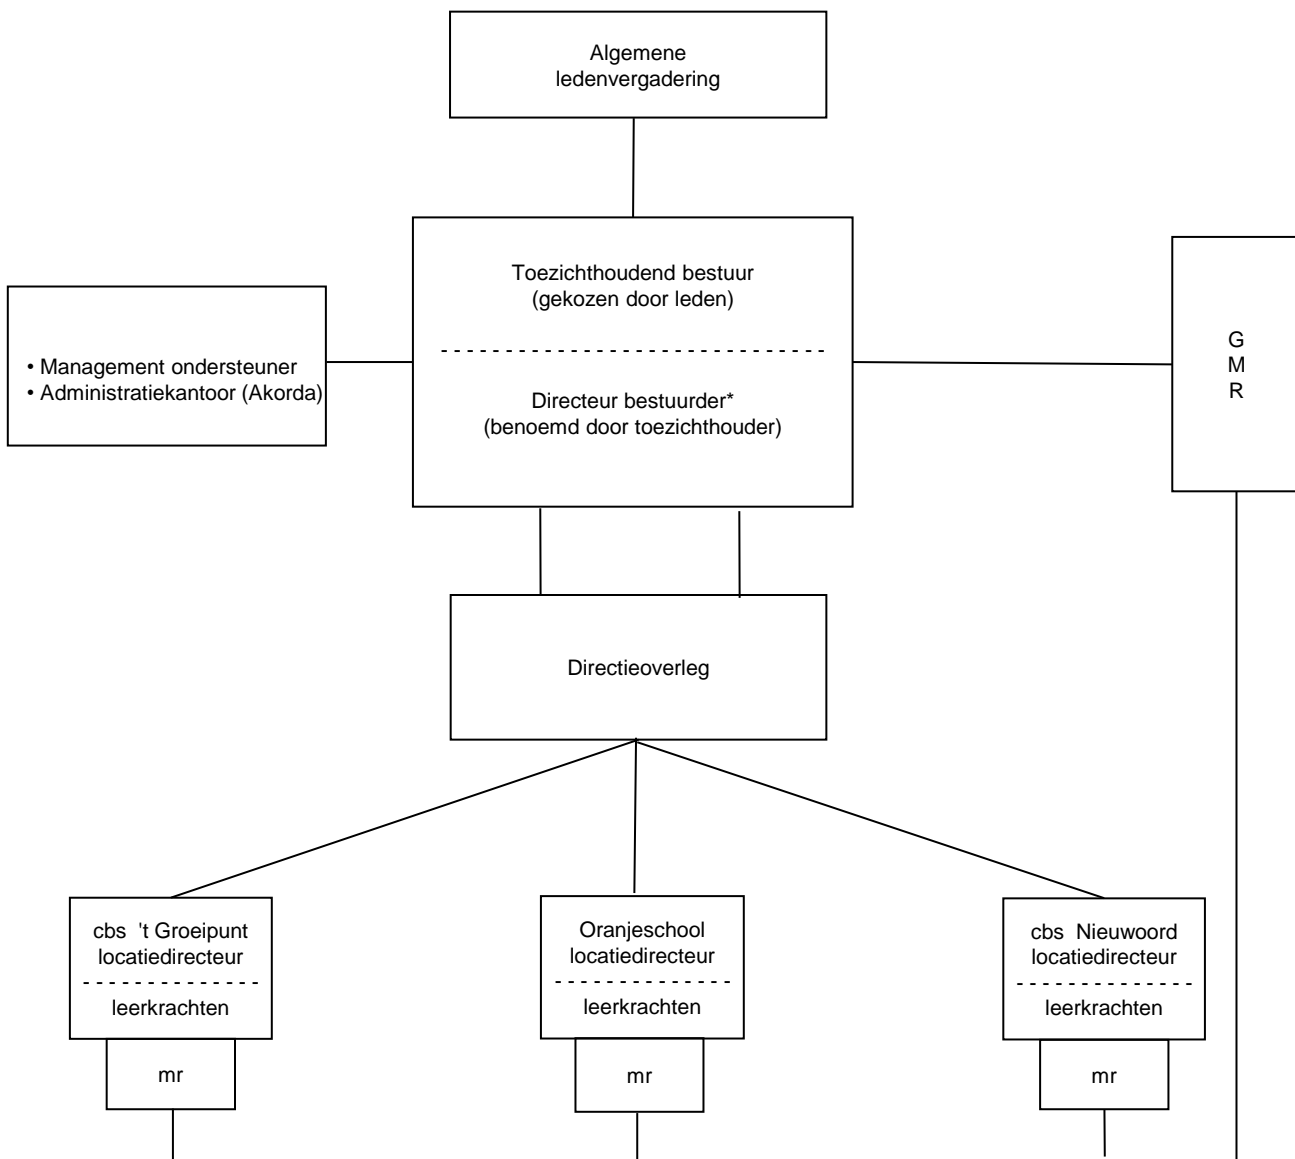 Algemene
ledenvergadering
Toezichthoudend bestuur
(gekozen door leden)
Directeur bestuurder*
(benoemd door toezichthouder)
• Management ondersteuner
• Administratiekantoor (Akorda)
G
M
R
Directieoverleg
cbs 't Groeipunt
locatiedirecteur
leerkrachten
mr
Oranjeschool
locatiedirecteur
leerkrachten
mr
cbs Nieuwoord
locatiedirecteur
leerkrachten
mr